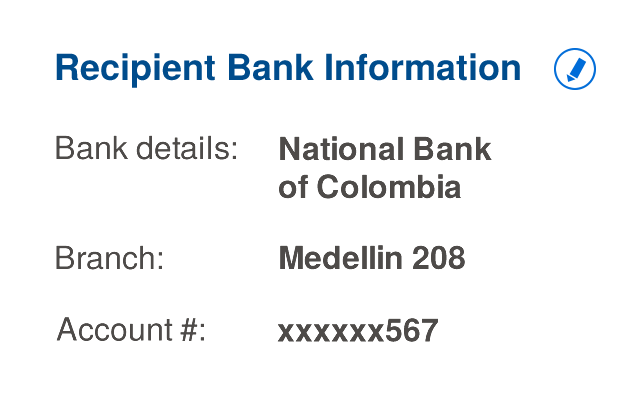 Recipient Bank Information
Bank details: National Bank
of Colombia
Branch: Medellin 208
Account #: xxxxxx567